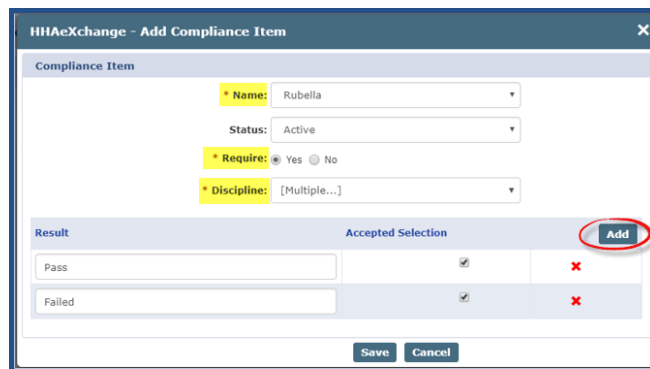 HHAeXchange - Add Compliance Item
Compliance Item
* Name: Rubella
Status: Active
* Require: Yes No
* Discipline: [Multiple...]
Result Accepted Selection Add
Pass
Failed
Save Cancel